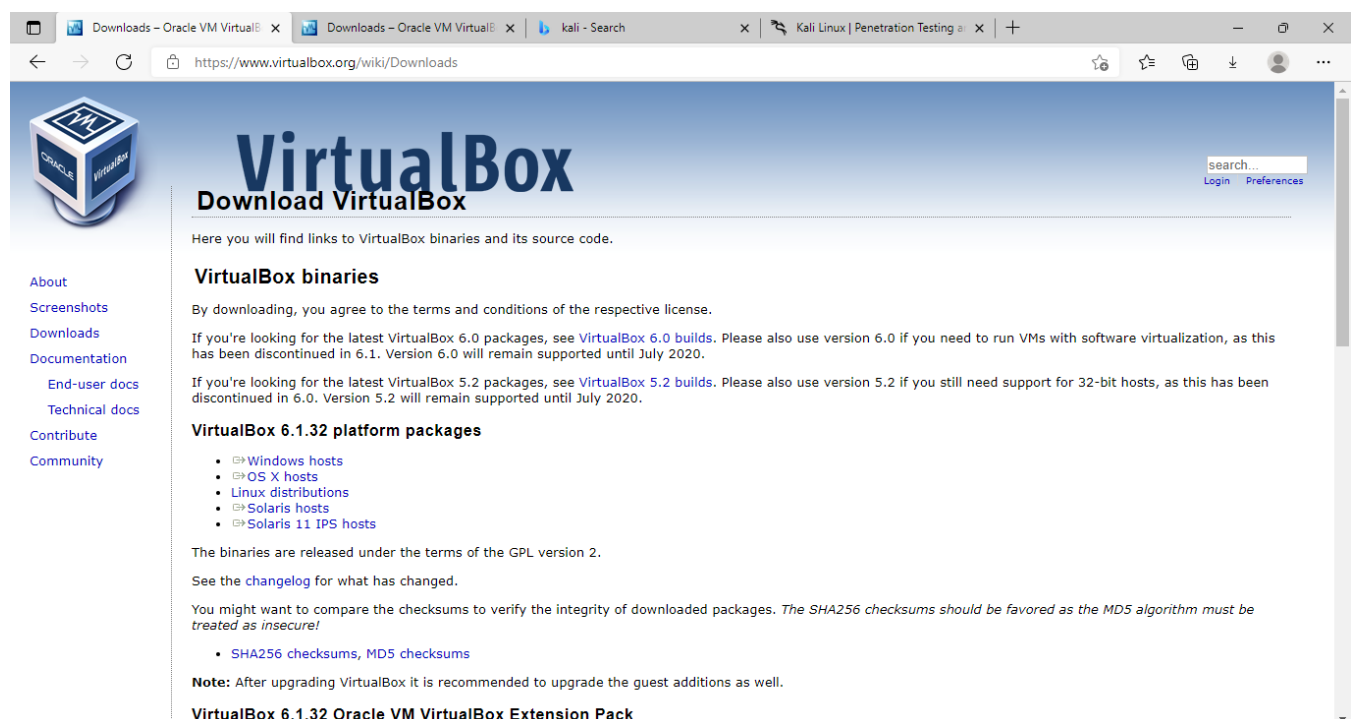 Downloads – Oracle VM VirtualB
Downloads – Oracle VM VirtualB
kali - Search
Kali Linux | Penetration Testing a
https://www.virtualbox.org/wiki/Downloads
ORACLE
VirtualBox
VirtualBox
search...
Login Preferences
Download VirtualBox
Here you will find links to VirtualBox binaries and its source code.
About
Screenshots
Downloads
Documentation
End-user docs
Technical docs
Contribute
Community
VirtualBox binaries
By downloading, you agree to the terms and conditions of the respective license.
If you're looking for the latest VirtualBox 6.0 packages, see VirtualBox 6.0 builds. Please also use version 6.0 if you need to run VMs with software virtualization, as this
has been discontinued in 6.1. Version 6.0 will remain supported until July 2020.
If you're looking for the latest VirtualBox 5.2 packages, see VirtualBox 5.2 builds. Please also use version 5.2 if you still need support for 32-bit hosts, as this has been
discontinued in 6.0. Version 5.2 will remain supported until July 2020.
VirtualBox 6.1.32 platform packages
Windows hosts
OS X hosts
Linux distributions
Solaris hosts
Solaris 11 IPS hosts
The binaries are released under the terms of the GPL version 2.
See the changelog for what has changed.
You might want to compare the checksums to verify the integrity of downloaded packages. The SHA256 checksums should be favored as the MD5 algorithm must be
treated as insecure!
SHA256 checksums, MD5 checksums
Note: After upgrading VirtualBox it is recommended to upgrade the guest additions as well.
VirtualBox 6.1.32 Oracle VM VirtualBox Extension Pack